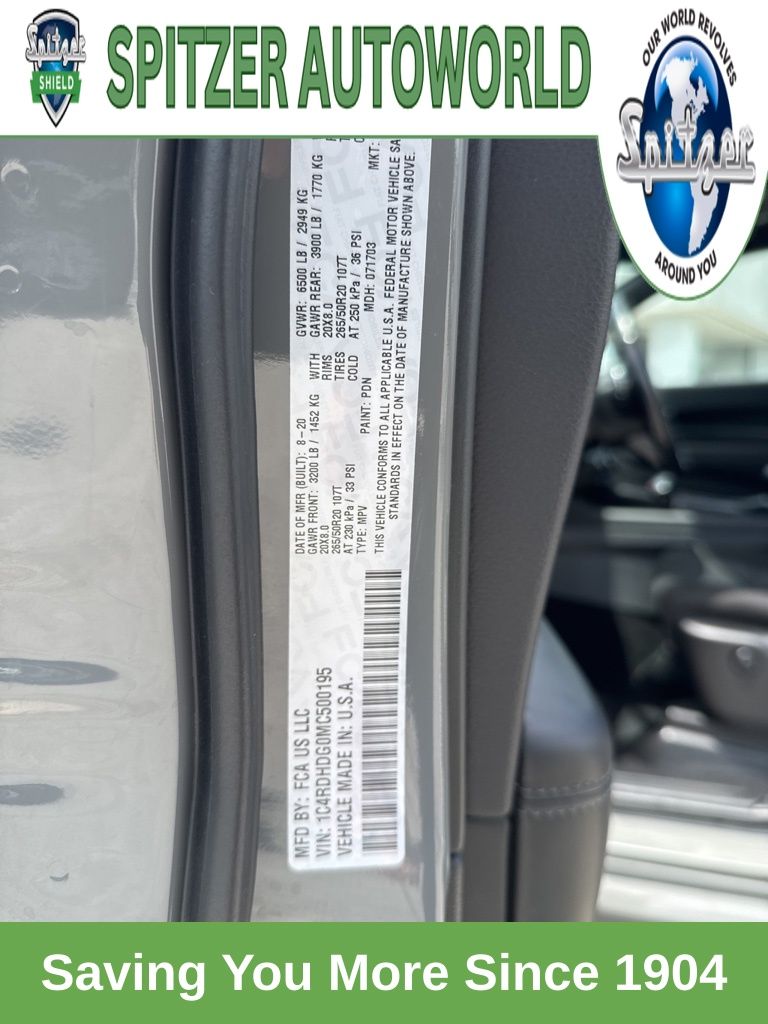 Spitzer
SHIELD
SPITZER AUTOWORLD
OUR WORLD REVOLVES
Spitzer
AROUND YOU
MFD BY: FCA US LLC
VIN: 1C4RDHDG0MC500195
VEHICLE MADE IN: U.S.A.
DATE OF MFR (BUILT): 8-20 GVWR: 6500 LB / 2949 KG
GAWR FRONT: 3200 LB / 1452 KG WITH GAWR REAR: 3900 LB / 1770 KG
20X8.0 RIMS 20X8.0
265/50R20 107T TIRES 265/50R20 107T
AT 230 kPa / 33 PSI COLD AT 250 kPa / 36 PSI
TYPE: MPV PAINT: PDN MDH: 071703 MKT:
THIS VEHICLE CONFORMS TO ALL APPLICABLE U.S.A. FEDERAL MOTOR VEHICLE SA
STANDARDS IN EFFECT ON THE DATE OF MANUFACTURE SHOWN ABOVE.
Saving You More Since 1904